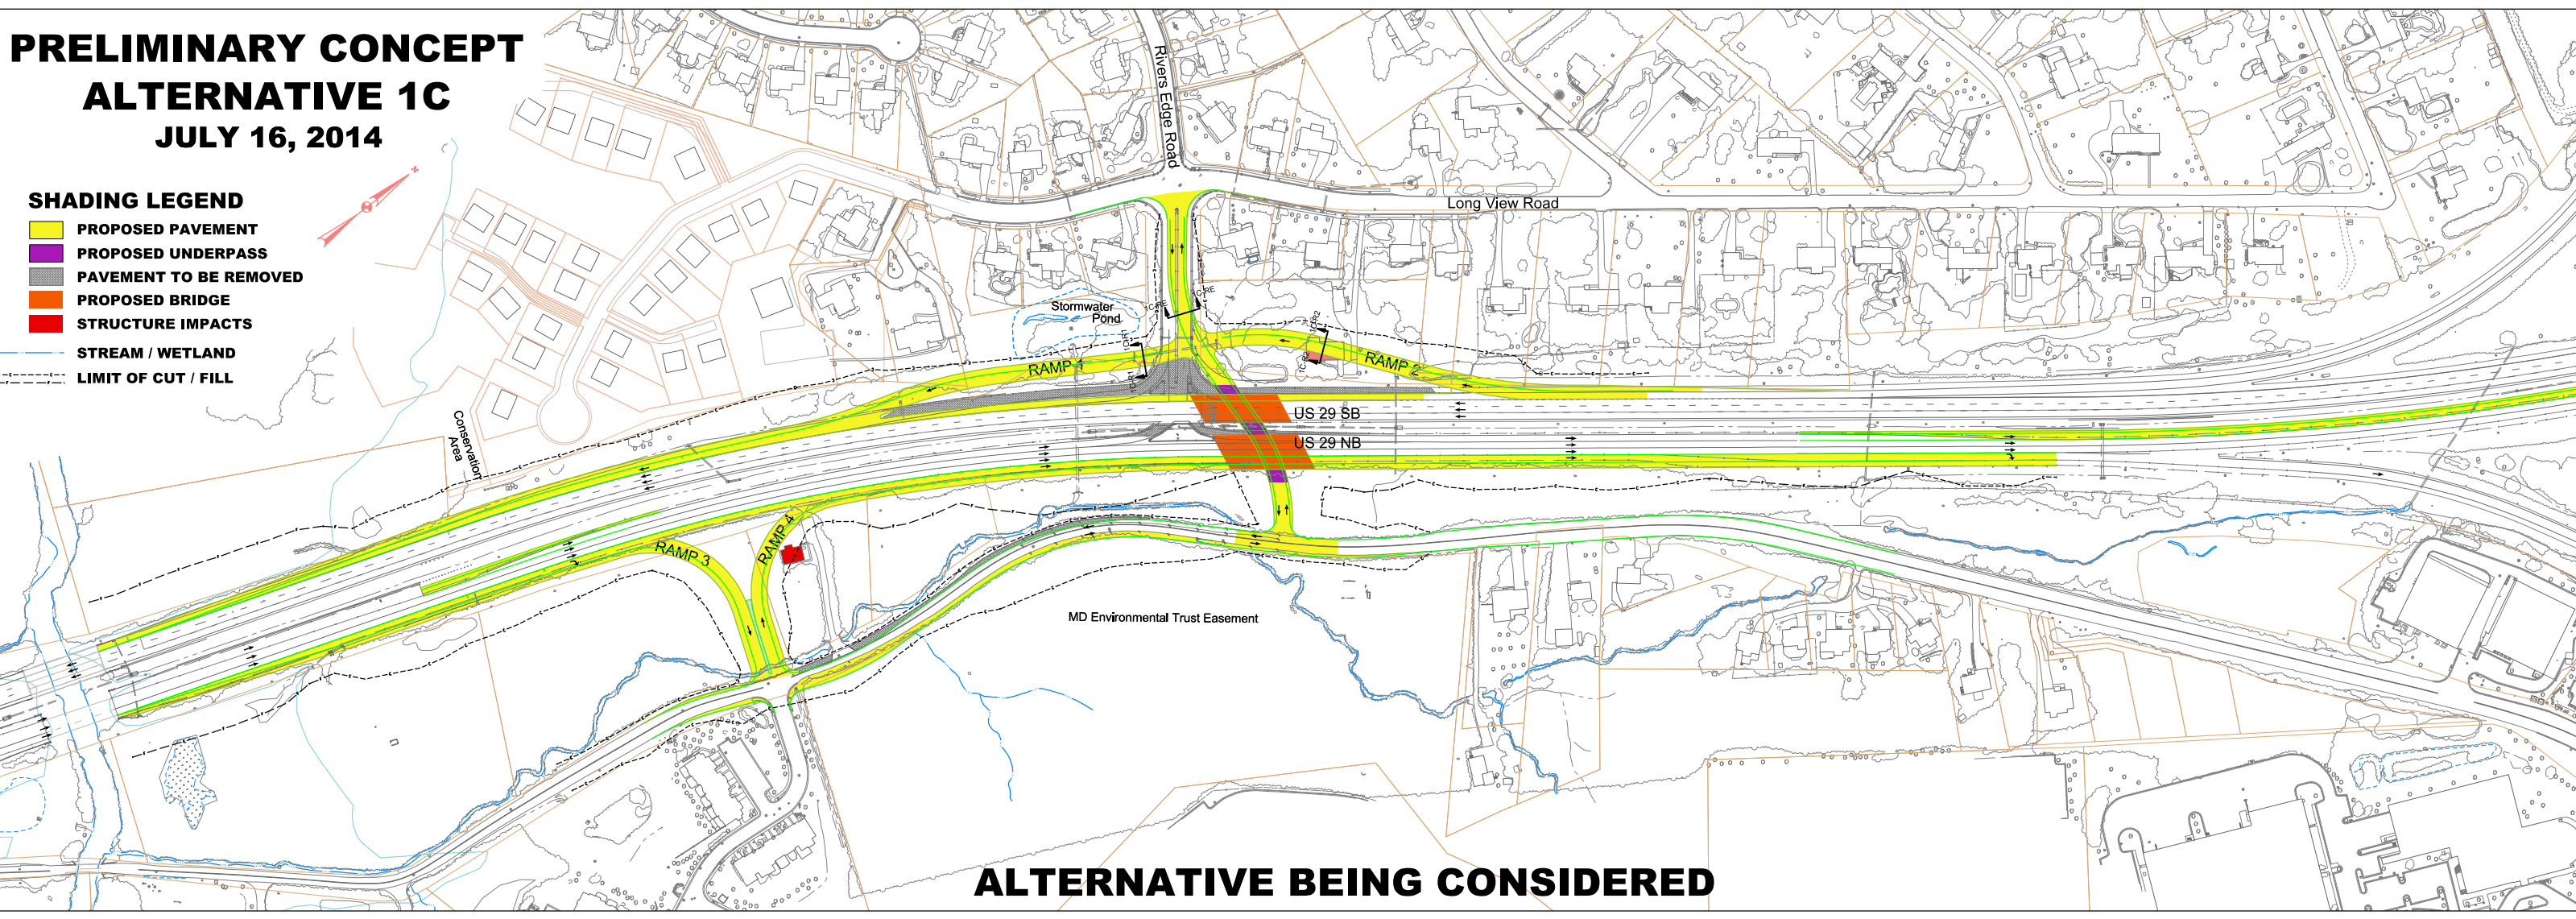 PRELIMINARY CONCEPT
ALTERNATIVE 1C
JULY 16, 2014
SHADING LEGEND
PROPOSED PAVEMENT
PROPOSED UNDERPASS
PAVEMENT TO BE REMOVED
PROPOSED BRIDGE
STRUCTURE IMPACTS
STREAM / WETLAND
LIMIT OF CUT / FILL
N
Rivers Edge Road
Long View Road
Stormwater
Pond
RAMP 1
RAMP 2
US 29 SB
US 29 NB
Conservation
Area
RAMP 3
RAMP 4
MD Environmental Trust Easement
ALTERNATIVE BEING CONSIDERED